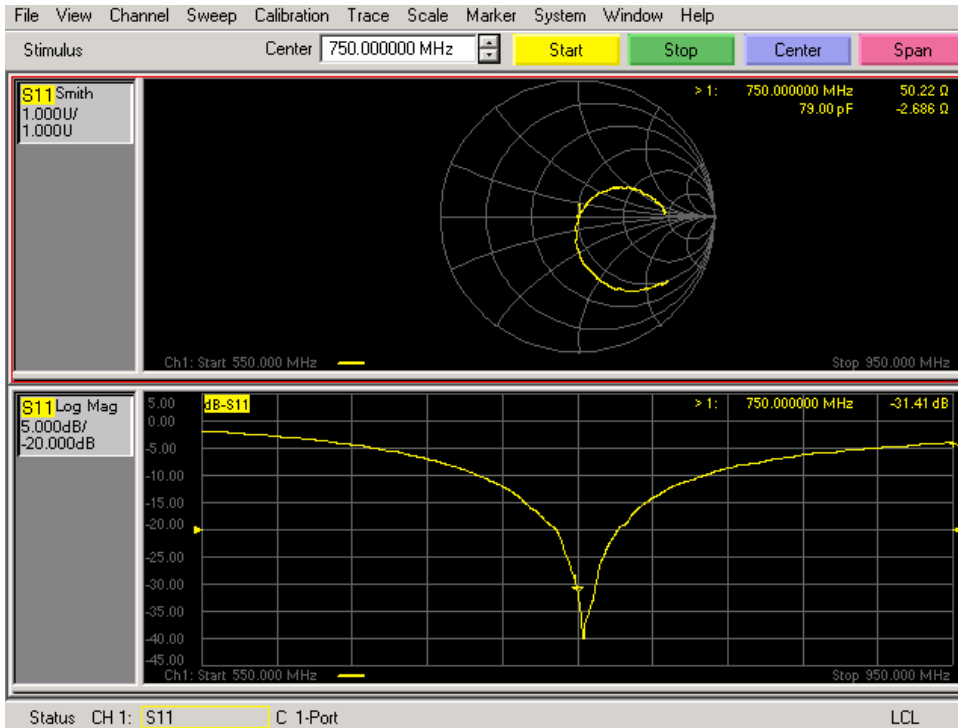 File View Channel Sweep Calibration Trace Scale Marker System Window Help
Stimulus Center 750.000000 MHz Start Stop Center Span
S11 Smith
1.000U/
1.000U
> 1: 750.000000 MHz 50.22 Ω
79.00 pF -2.686 Ω
Ch1: Start 550.000 MHz Stop 950.000 MHz
S11 Log Mag
5.000dB/
-20.000dB
5.00 dB-S11 > 1: 750.000000 MHz -31.41 dB
0.00
-5.00
-10.00
-15.00
-20.00
-25.00
-30.00
-35.00
-40.00
-45.00
Ch1: Start 550.000 MHz Stop 950.000 MHz
Status CH 1: S11 C 1-Port LCL